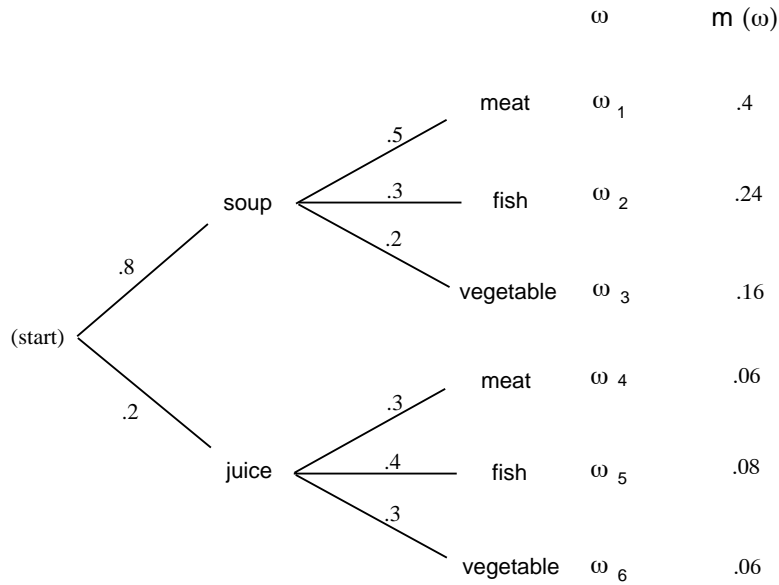 ω m (ω)
meat ω 1 .4
.5
soup .3 fish ω 2 .24
.2
.8 vegetable ω 3 .16
(start)
meat ω 4 .06
.2 .3
juice .4 fish ω 5 .08
.3
vegetable ω 6 .06